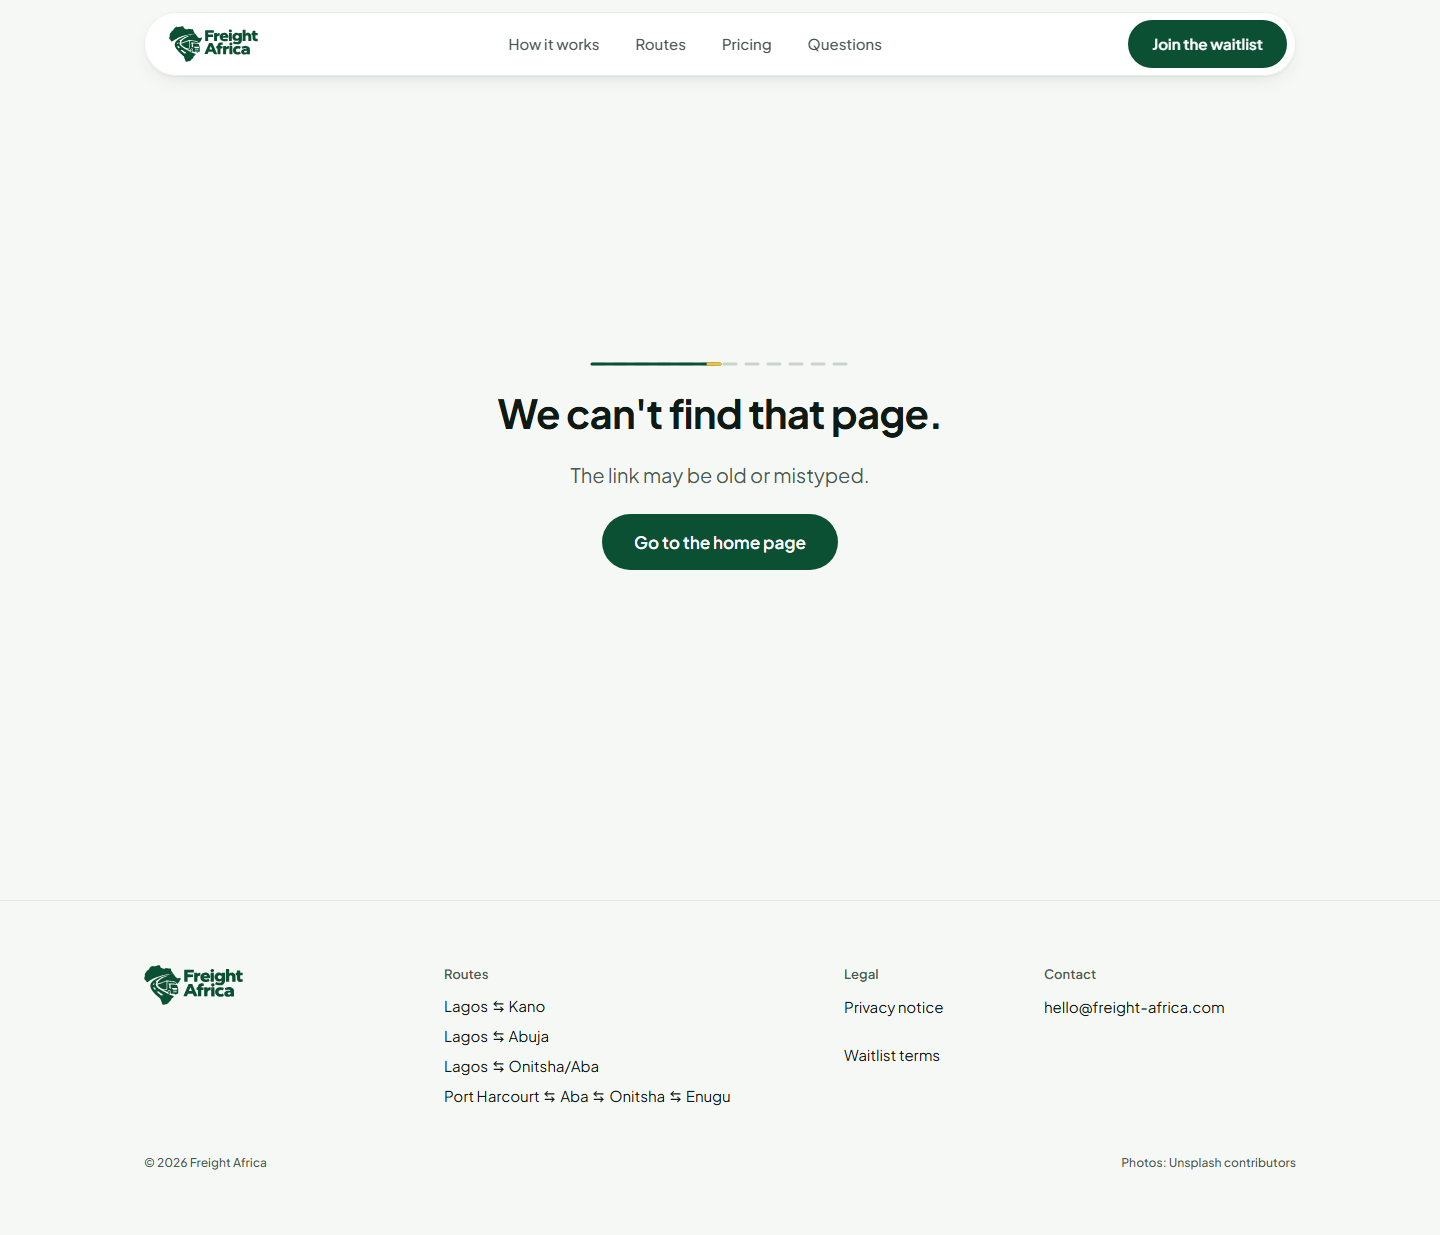 Freight
Africa
How it works
Routes
Pricing
Questions
Join the waitlist
We can't find that page.
The link may be old or mistyped.
Go to the home page
Freight
Africa
Routes
Lagos ⇆ Kano
Lagos ⇆ Abuja
Lagos ⇆ Onitsha/Aba
Port Harcourt ⇆ Aba ⇆ Onitsha ⇆ Enugu
Legal
Privacy notice
Waitlist terms
Contact
hello@freight-africa.com
© 2026 Freight Africa
Photos: Unsplash contributors